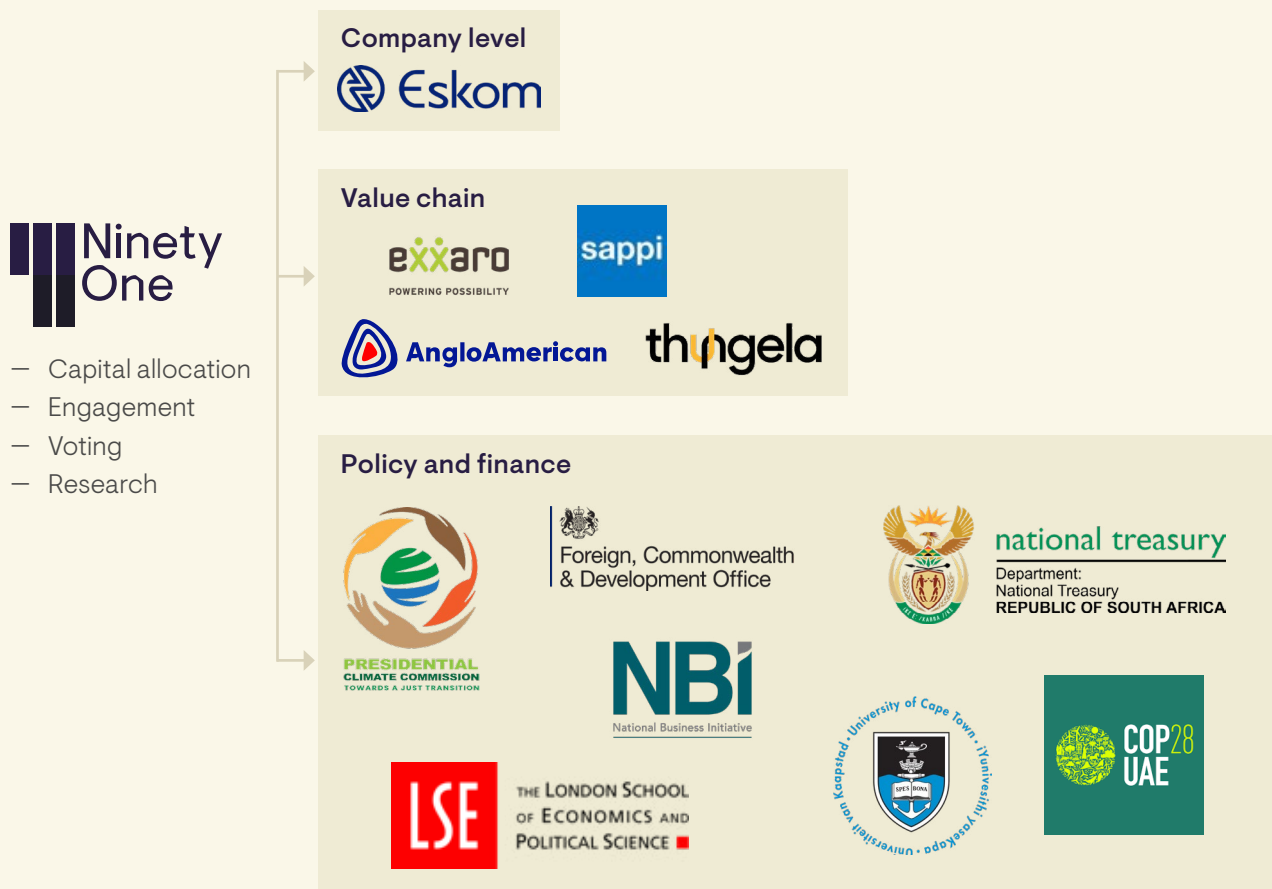 Ninety
One
— Capital allocation
— Engagement
— Voting
— Research
Company level
Eskom
Value chain
exxaro
POWERING POSSIBILITY
sappi
AngloAmerican
thungela
Policy and finance
PRESIDENTIAL
CLIMATE COMMISSION
TOWARDS A JUST TRANSITION
Foreign, Commonwealth
& Development Office
national treasury
Department:
National Treasury
REPUBLIC OF SOUTH AFRICA
NBi
National Business Initiative
LSE
THE LONDON SCHOOL
OF ECONOMICS AND
POLITICAL SCIENCE
University of Cape Town · iYunivesithi yaseKapa · Universiteit van Kaapstad ·
SPES BONA
COP28
UAE